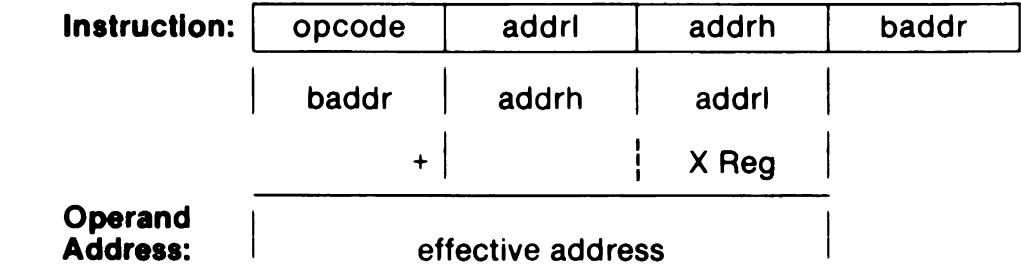 Instruction: opcode addrl addrh baddr
baddr addrh addrl
+ X Reg
Operand
Address: effective address